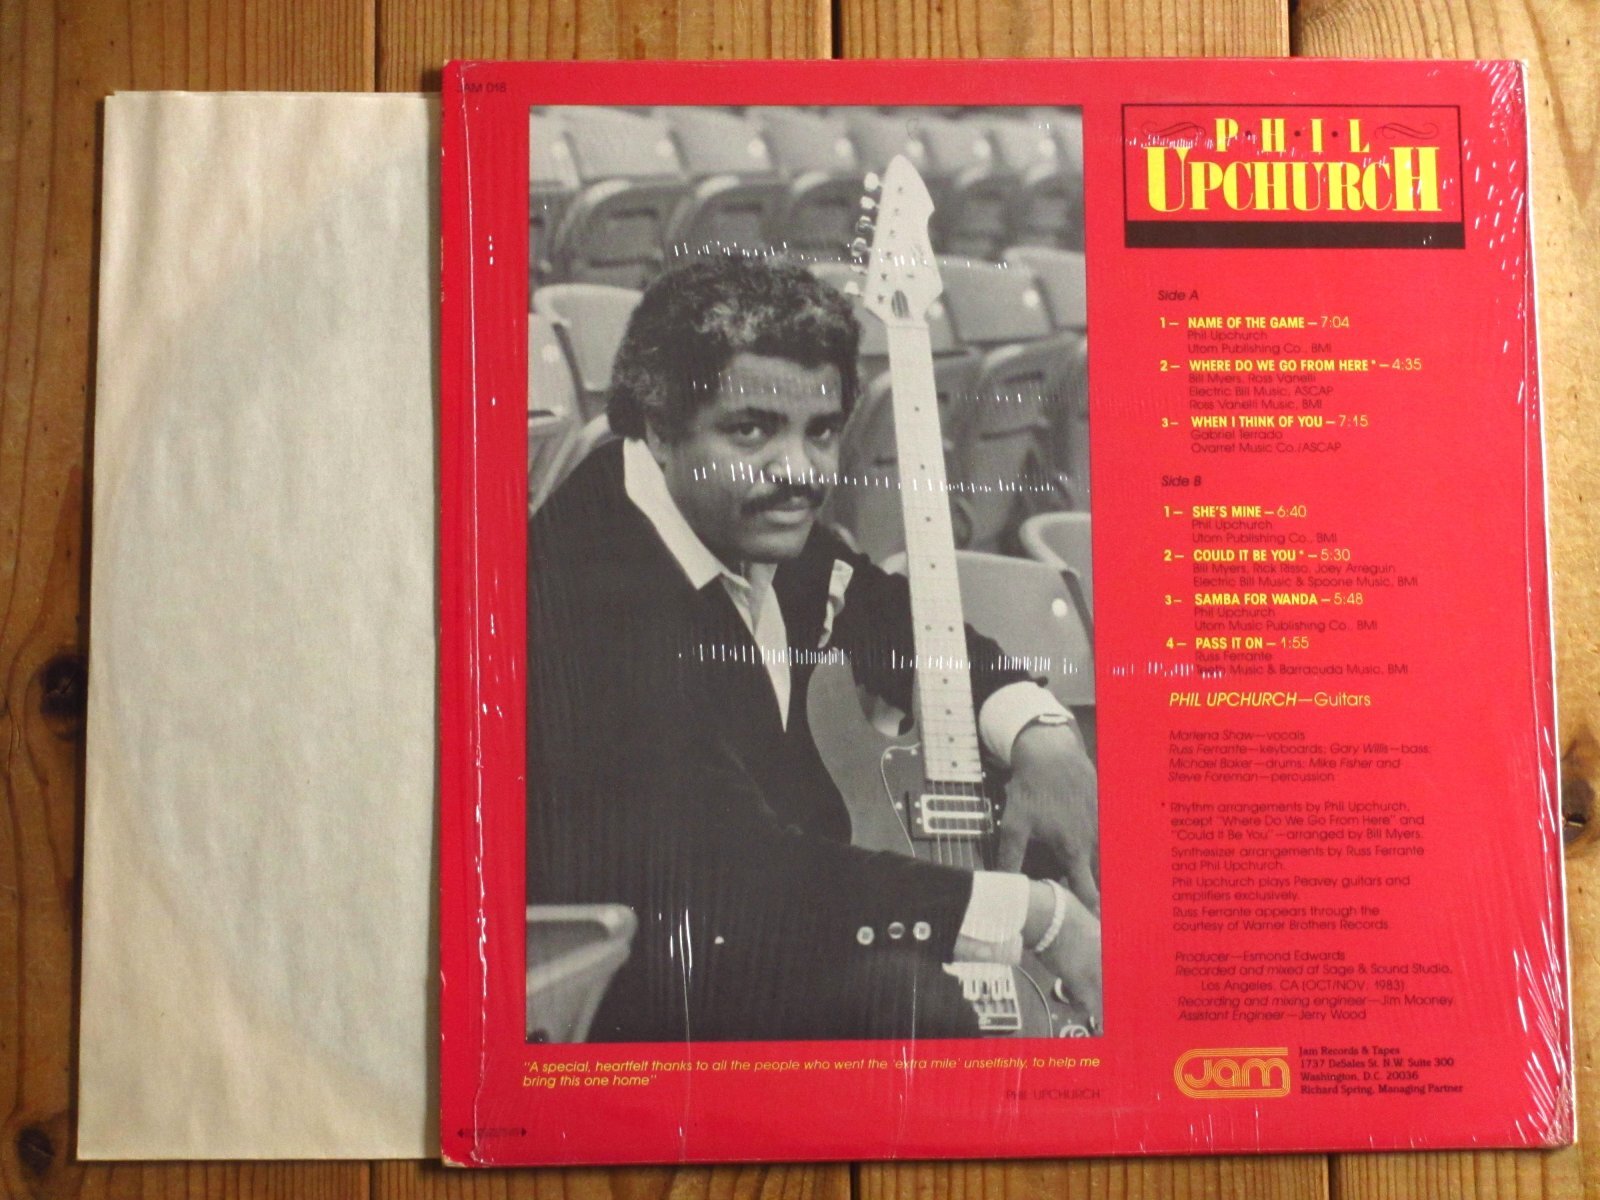 JAM 018
P·H·I·L
UPCHURCH
Side A
1– NAME OF THE GAME – 7:04
Phil Upchurch
Utom Publishing Co., BMI
2– WHERE DO WE GO FROM HERE* – 4:35
Bill Myers, Ross Vanelli
Electric Bill Music, ASCAP
Ross Vanelli Music, BMI
3– WHEN I THINK OF YOU – 7:15
Gabriel Terrado
Ovarret Music Co./ASCAP
Side B
1– SHE'S MINE – 6:40
Phil Upchurch
Utom Publishing Co., BMI
2– COULD IT BE YOU* – 5:30
Bill Myers, Rick Risso, Joey Arreguin
Electric Bill Music & Spoone Music, BMI
3– SAMBA FOR WANDA – 5:48
Phil Upchurch
Utom Music Publishing Co., BMI
4– PASS IT ON – 1:55
Russ Ferrante
Music & Barracuda Music, BMI
PHIL UPCHURCH—Guitars
Marlena Shaw—vocals
Russ Ferrante—keyboards; Gary Willis—bass;
Michael Baker—drums; Mike Fisher and
Steve Foreman—percussion
* Rhythm arrangements by Phil Upchurch,
except "Where Do We Go From Here" and
"Could It Be You"—arranged by Bill Myers.
Synthesizer arrangements by Russ Ferrante
and Phil Upchurch.
Phil Upchurch plays Peavey guitars and
amplifiers exclusively.
Russ Ferrante appears through the
courtesy of Warner Brothers Records
Producer—Esmond Edwards
Recorded and mixed at Sage & Sound Studio,
Los Angeles, CA (OCT/NOV, 1983)
Recording and mixing engineer—Jim Mooney
Assistant Engineer—Jerry Wood
Jam
Jam Records & Tapes
1737 DeSales St. N.W. Suite 300
Washington, D.C. 20036
Richard Spring, Managing Partner
"A special, heartfelt thanks to all the people who went the 'extra mile' unselfishly, to help me
bring this one home"
PHIL UPCHURCH